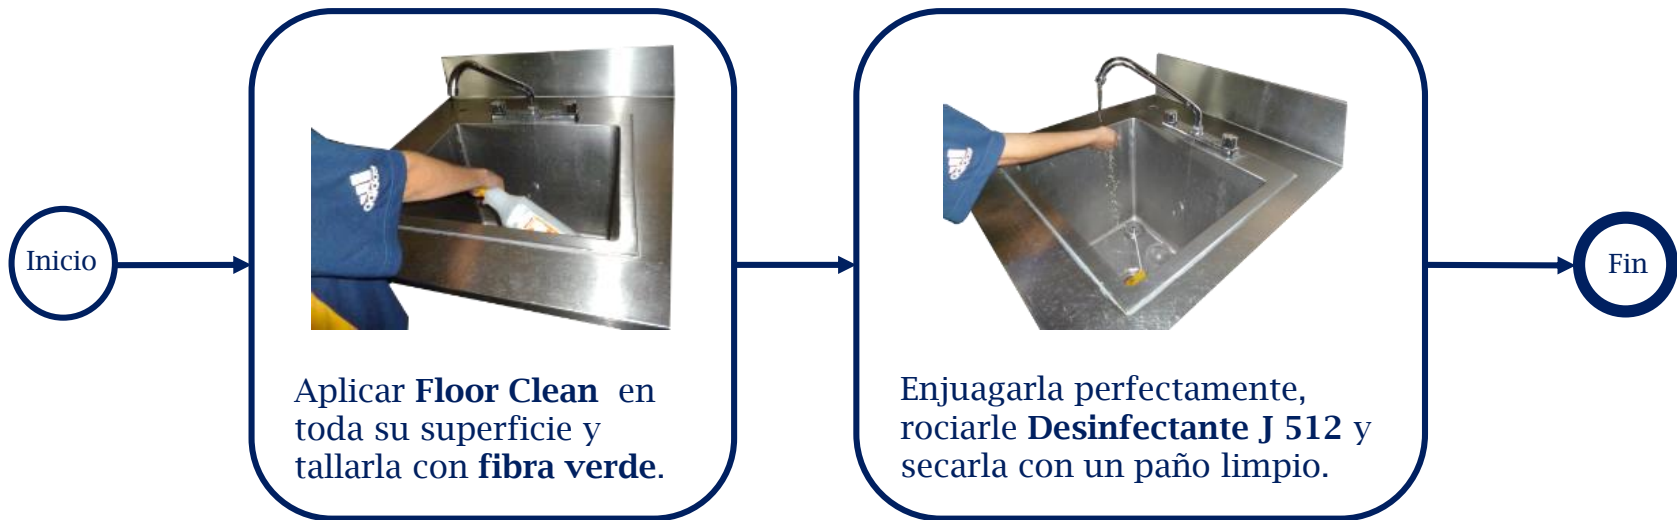 Inicio
Aplicar Floor Clean en
toda su superficie y
tallarla con fibra verde.
Enjuagarla perfectamente,
rociarle Desinfectante J 512 y
secarla con un paño limpio.
Fin